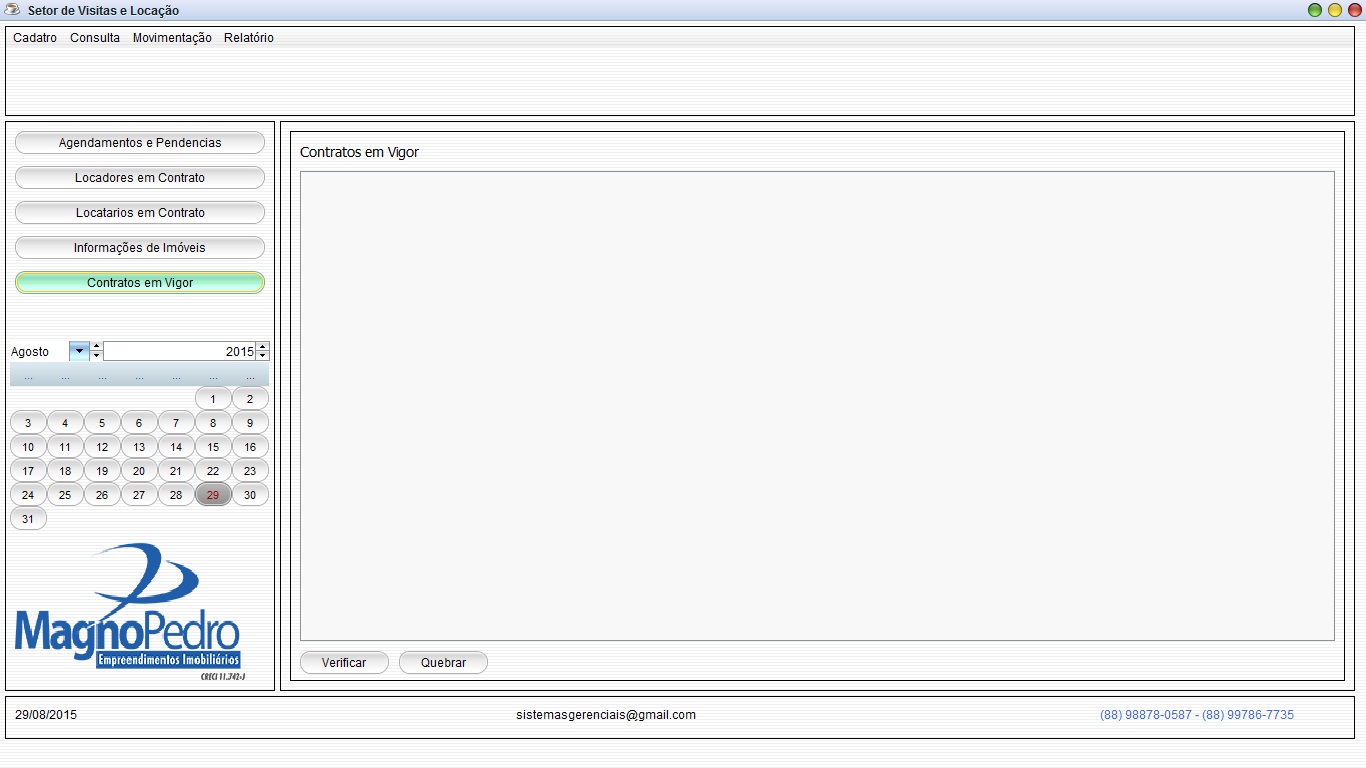 Setor de Visitas e Locação
Cadatro Consulta Movimentação Relatório
Agendamentos e Pendencias
Locadores em Contrato
Locatarios em Contrato
Informações de Imóveis
Contratos em Vigor
Agosto 2015
... ... ... ... ... ... ...
1 2
3 4 5 6 7 8 9
10 11 12 13 14 15 16
17 18 19 20 21 22 23
24 25 26 27 28 29 30
31
MagnoPedro
Empreendimentos Imobiliários
CRECI 11.742-J
Contratos em Vigor
Verificar Quebrar
29/08/2015 sistemasgerenciais@gmail.com (88) 98878-0587 - (88) 99786-7735